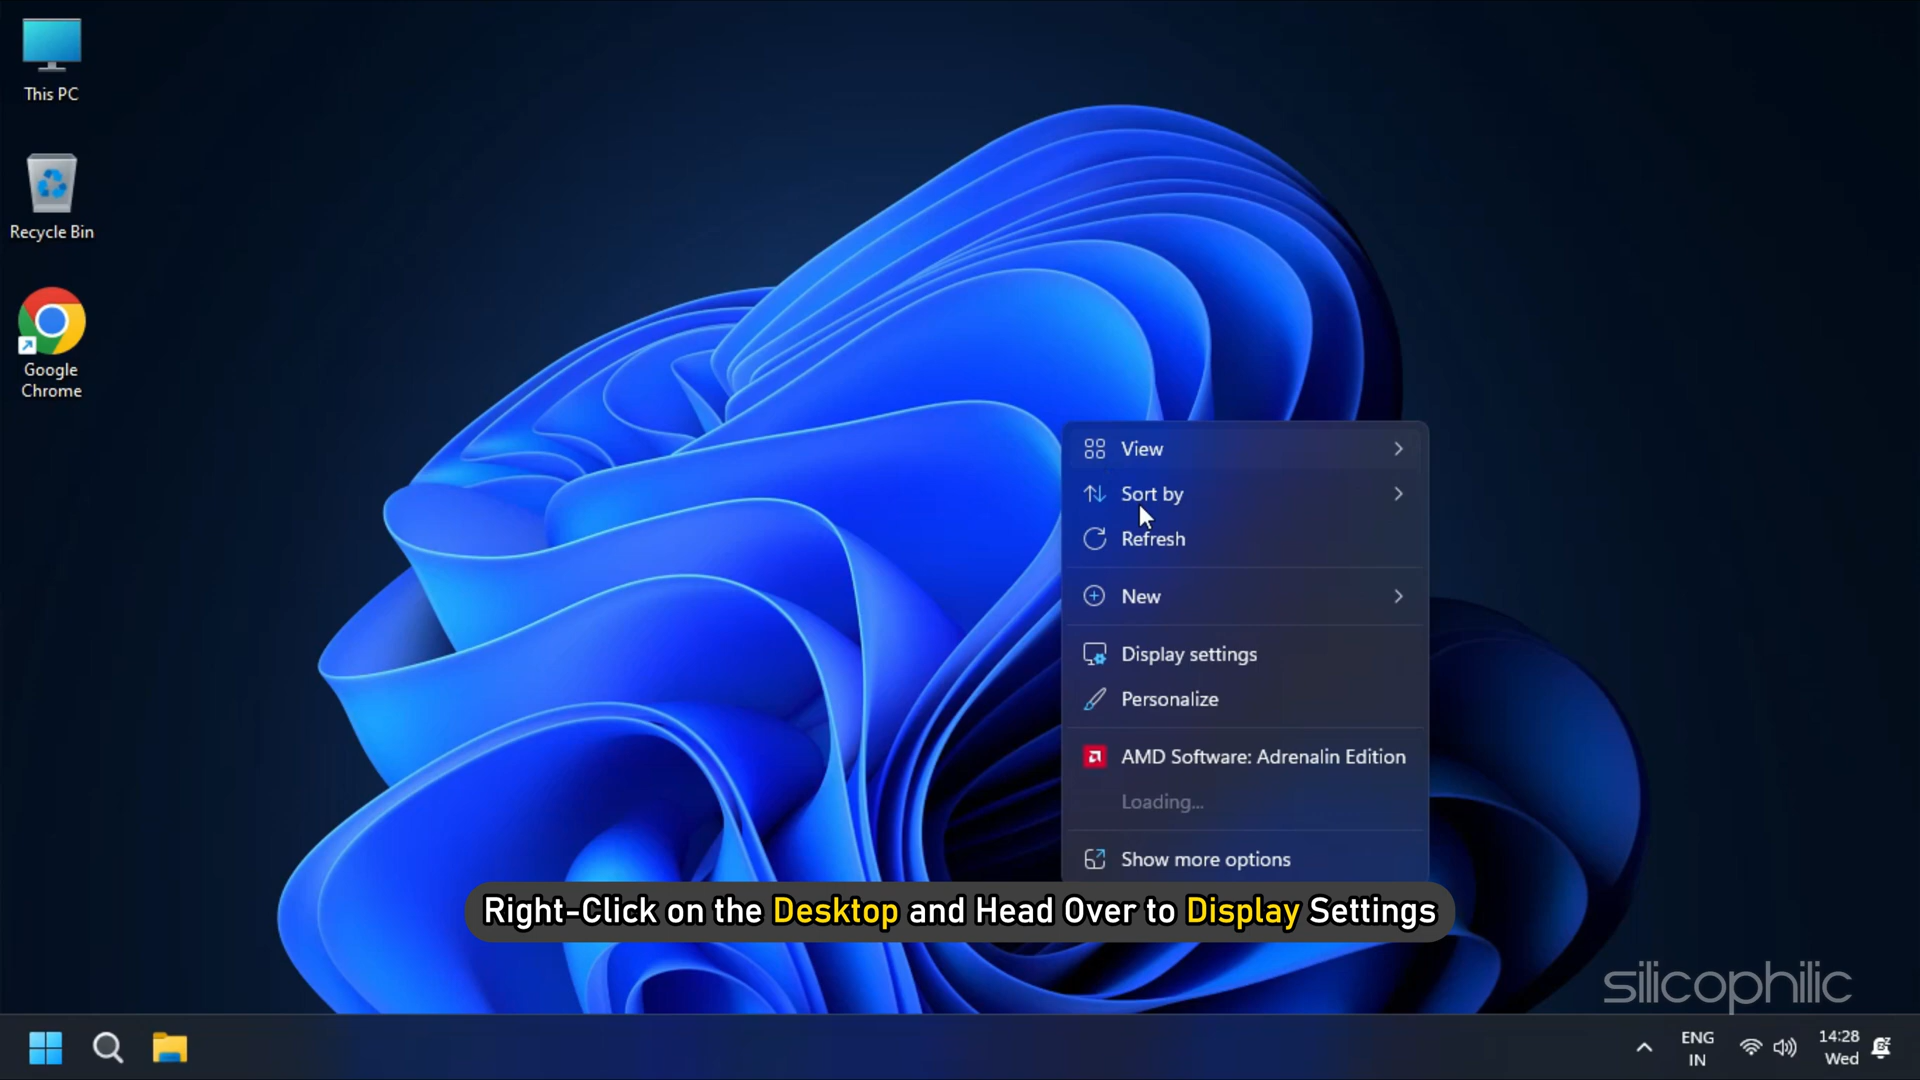 This PC
Recycle Bin
Google
Chrome
View
Sort by
Refresh
New
Display settings
Personalize
AMD Software: Adrenalin Edition
Loading...
Show more options
Right-Click on the Desktop and Head Over to Display Settings
silicophilic
ENG
IN
14:28
Wed